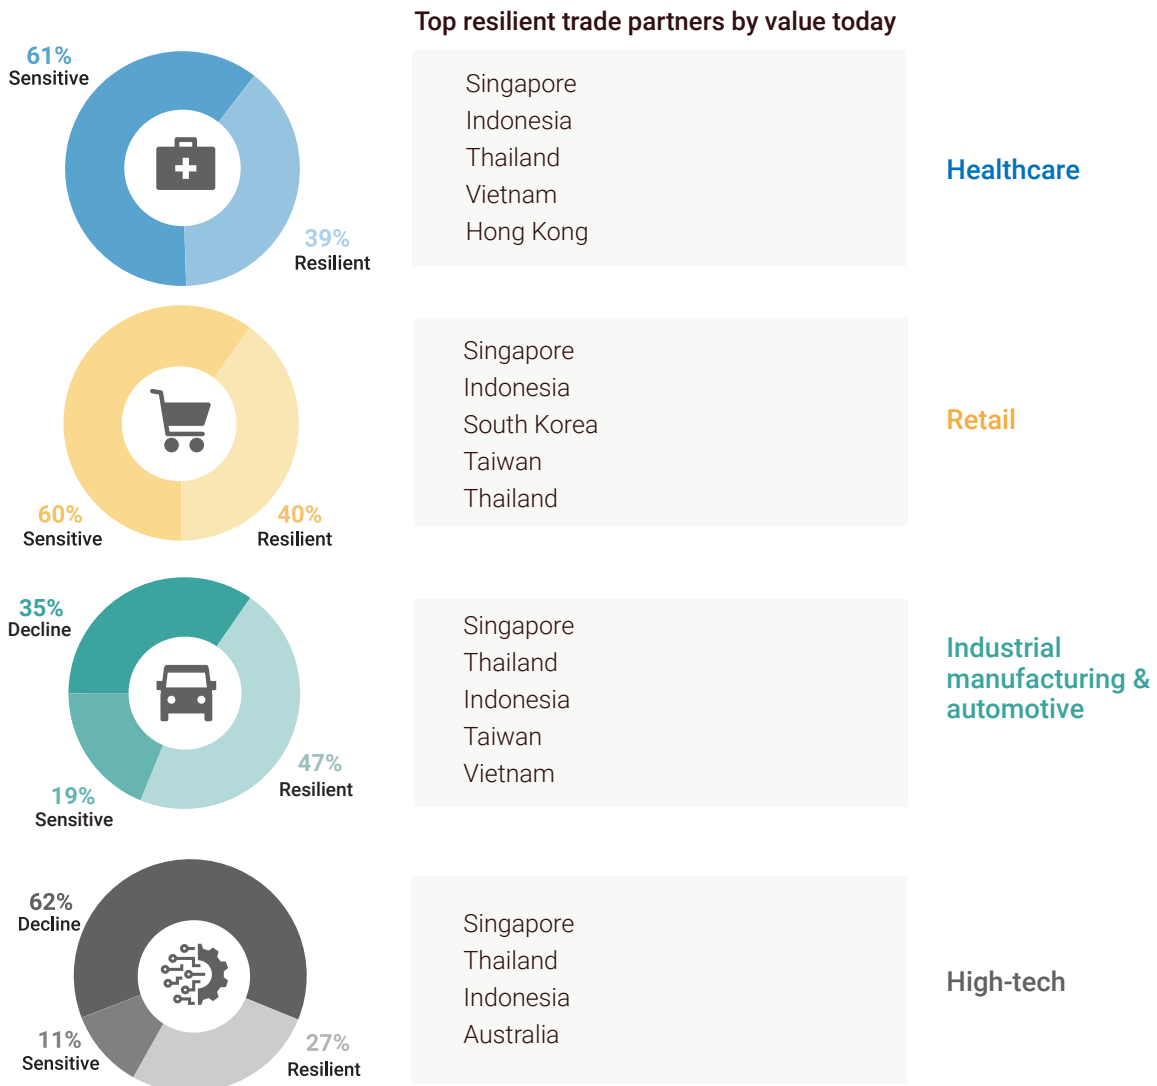 Top resilient trade partners by value today
61%
Sensitive
39%
Resilient
Singapore
Indonesia
Thailand
Vietnam
Hong Kong
Healthcare
60%
Sensitive
40%
Resilient
Singapore
Indonesia
South Korea
Taiwan
Thailand
Retail
35%
Decline
19%
Sensitive
47%
Resilient
Singapore
Thailand
Indonesia
Taiwan
Vietnam
Industrial
manufacturing &
automotive
62%
Decline
11%
Sensitive
27%
Resilient
Singapore
Thailand
Indonesia
Australia
High-tech